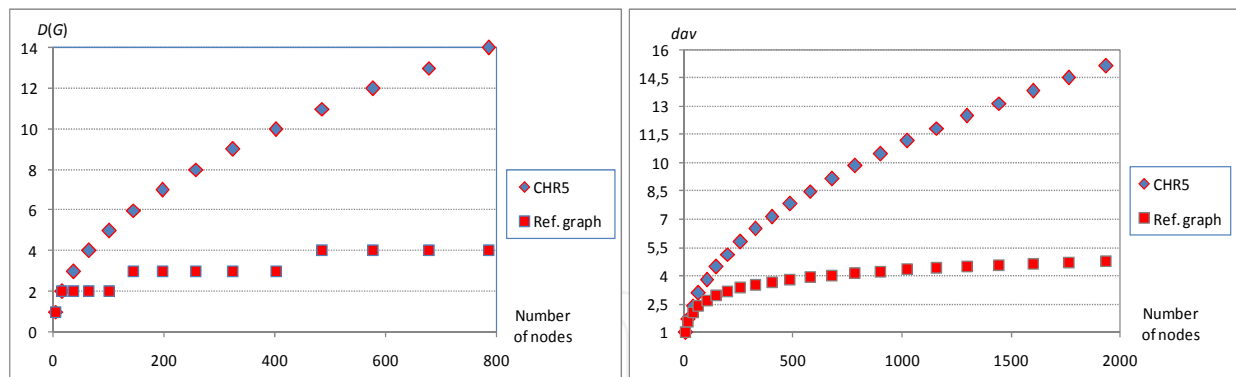 D(G)
14
12
10
8
6
4
2
0
0 200 400 600 800
Number
of nodes
CHR5
Ref. graph
dav
16
14,5
13
11,5
10
8,5
7
5,5
4
2,5
1
0 500 1000 1500 2000
Number
of nodes
CHR5
Ref. graph